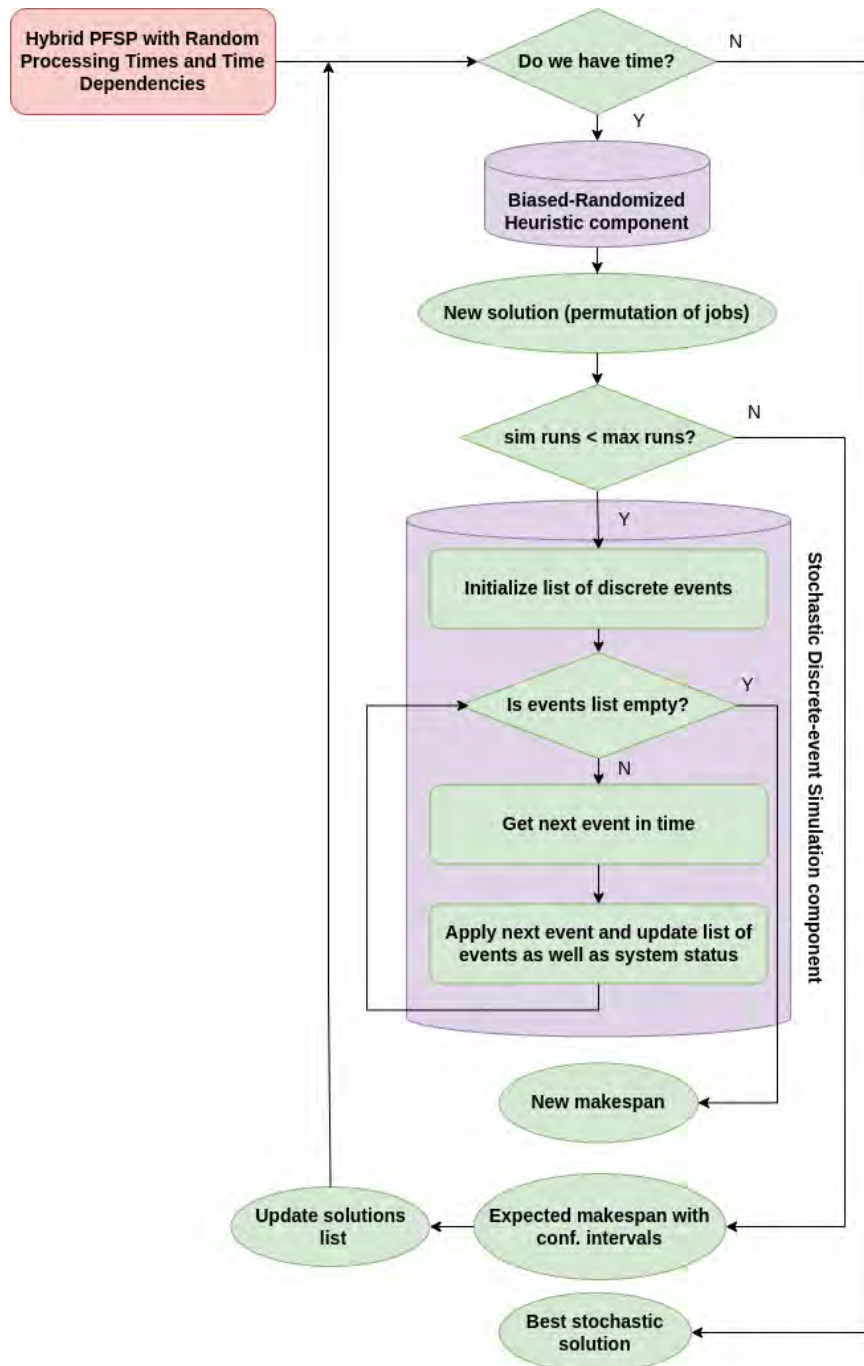 Hybrid PFSP with Random
Processing Times and Time
Dependencies
Do we have time?
N
Y
Biased-Randomized
Heuristic component
New solution (permutation of jobs)
sim runs < max runs?
N
Y
Initialize list of discrete events
Is events list empty?
Y
N
Get next event in time
Apply next event and update list of
events as well as system status
Stochastic Discrete-event Simulation component
New makespan
Update solutions
list
Expected makespan with
conf. intervals
Best stochastic
solution